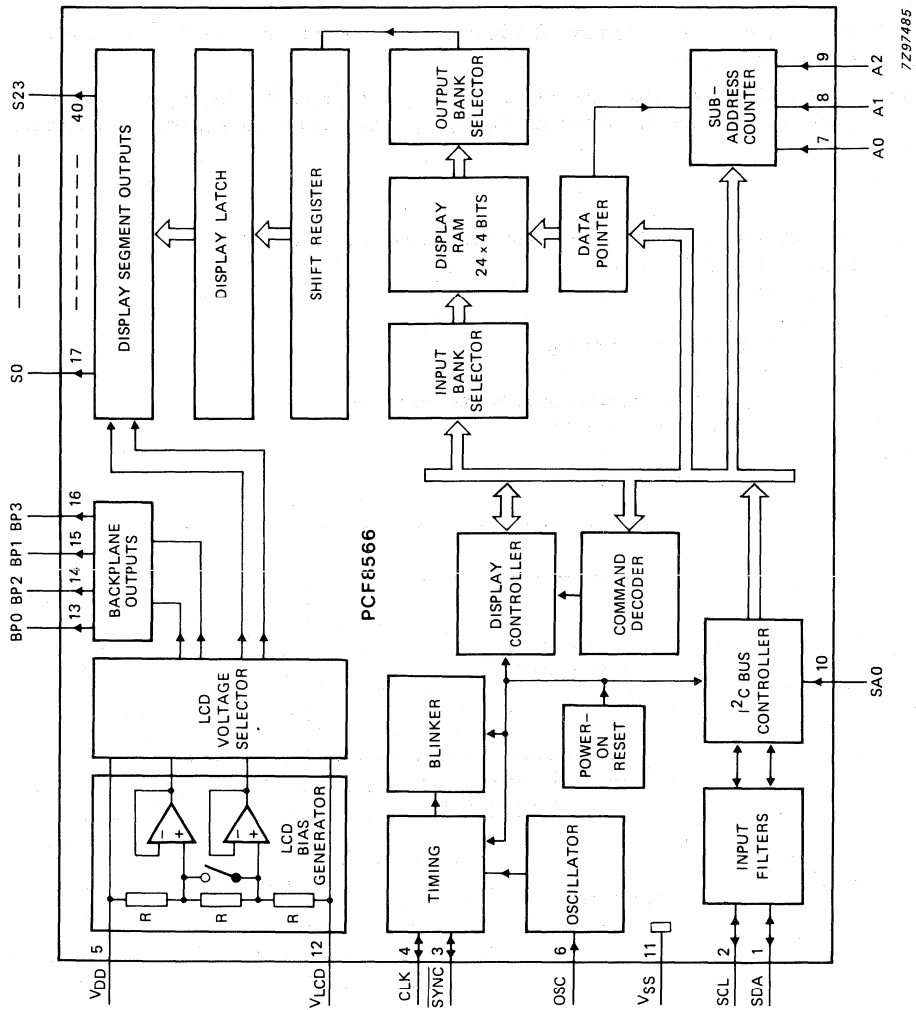 BP0 BP2 BP1 BP3
S0
S23
13
14
15
16
17
40
BACKPLANE
OUTPUTS
DISPLAY SEGMENT OUTPUTS
DISPLAY LATCH
SHIFT REGISTER
LCD
VOLTAGE
SELECTOR
LCD
BIAS
GENERATOR
R
R
R
−
+
−
+
VDD
5
VLCD
12
PCF8566
TIMING
BLINKER
CLK
4
SYNC
3
OSCILLATOR
OSC
6
VSS
11
POWER–
ON
RESET
DISPLAY
CONTROLLER
COMMAND
DECODER
INPUT
BANK
SELECTOR
DISPLAY
RAM
24 x 4 BITS
OUTPUT
BANK
SELECTOR
DATA
POINTER
SUB–
ADDRESS
COUNTER
INPUT
FILTERS
I²C BUS
CONTROLLER
SCL
2
SDA
1
10
SA0
7
A0
8
A1
9
A2
7Z97485